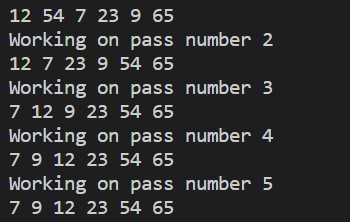 12 54 7 23 9 65
Working on pass number 2
12 7 23 9 54 65
Working on pass number 3
7 12 9 23 54 65
Working on pass number 4
7 9 12 23 54 65
Working on pass number 5
7 9 12 23 54 65